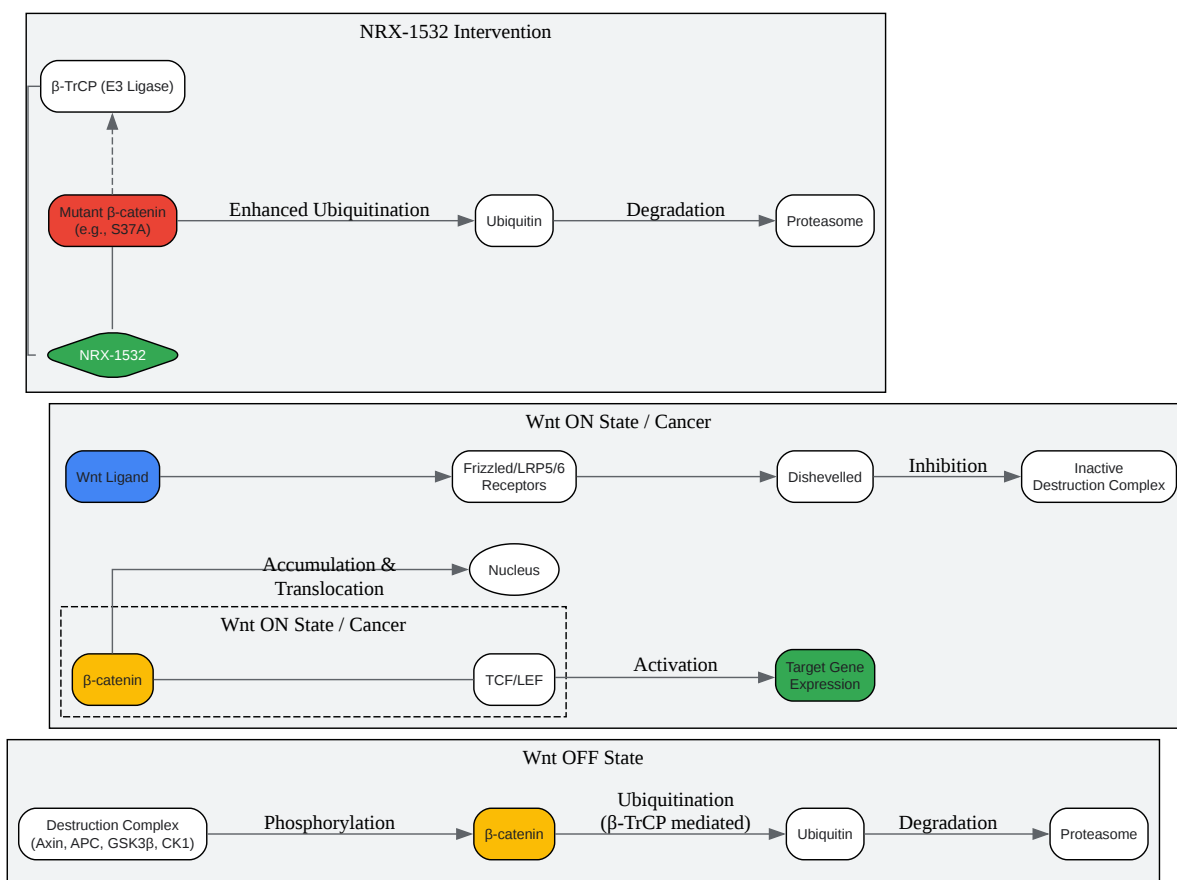 NRX-1532 Intervention
β-TrCP (E3 Ligase)
Mutant β-catenin
(e.g., S37A)
Enhanced Ubiquitination
Ubiquitin
Degradation
Proteasome
NRX-1532
Wnt ON State / Cancer
Wnt Ligand
Frizzled/LRP5/6
Receptors
Dishevelled
Inhibition
Inactive
Destruction Complex
Accumulation &
Translocation
Nucleus
Wnt ON State / Cancer
β-catenin
TCF/LEF
Activation
Target Gene
Expression
Wnt OFF State
Destruction Complex
(Axin, APC, GSK3β, CK1)
Phosphorylation
β-catenin
Ubiquitination
(β-TrCP mediated)
Ubiquitin
Degradation
Proteasome